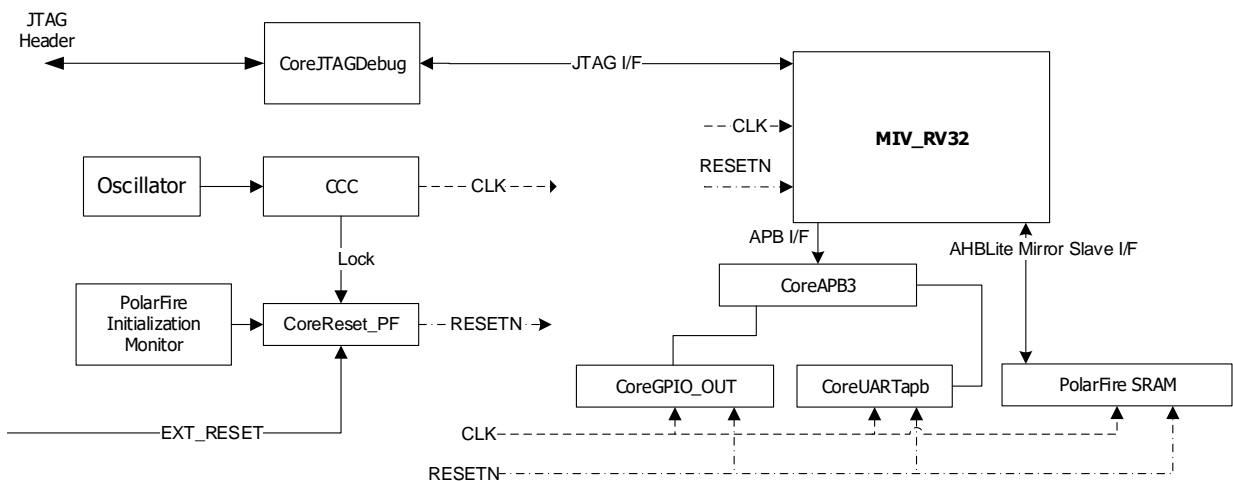 JTAG
Header
CoreJTAGDebug
JTAG I/F
MIV_RV32
CLK
RESETN
Oscillator
CCC
CLK
Lock
APB I/F
AHBLite Mirror Slave I/F
CoreAPB3
PolarFire
Initialization
Monitor
CoreReset_PF
RESETN
CoreGPIO_OUT
CoreUARTapb
PolarFire SRAM
EXT_RESET
CLK
RESETN